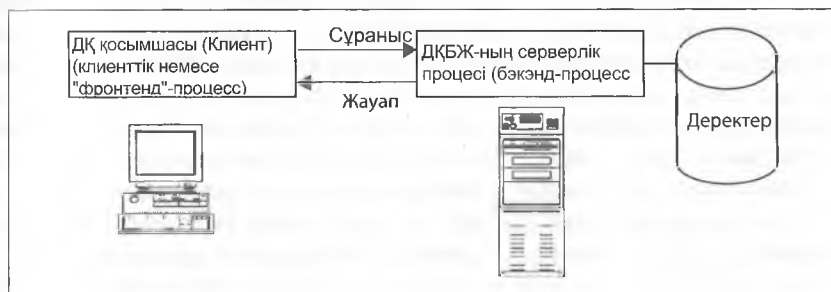 ДҚ қосымшасы (Клиент)
(клиенттік немесе
"фронтенд"-процесс)
Сұраныс
Жауап
ДҚБЖ-ның серверлік
процесі (бэкэнд-процесс
Деректер